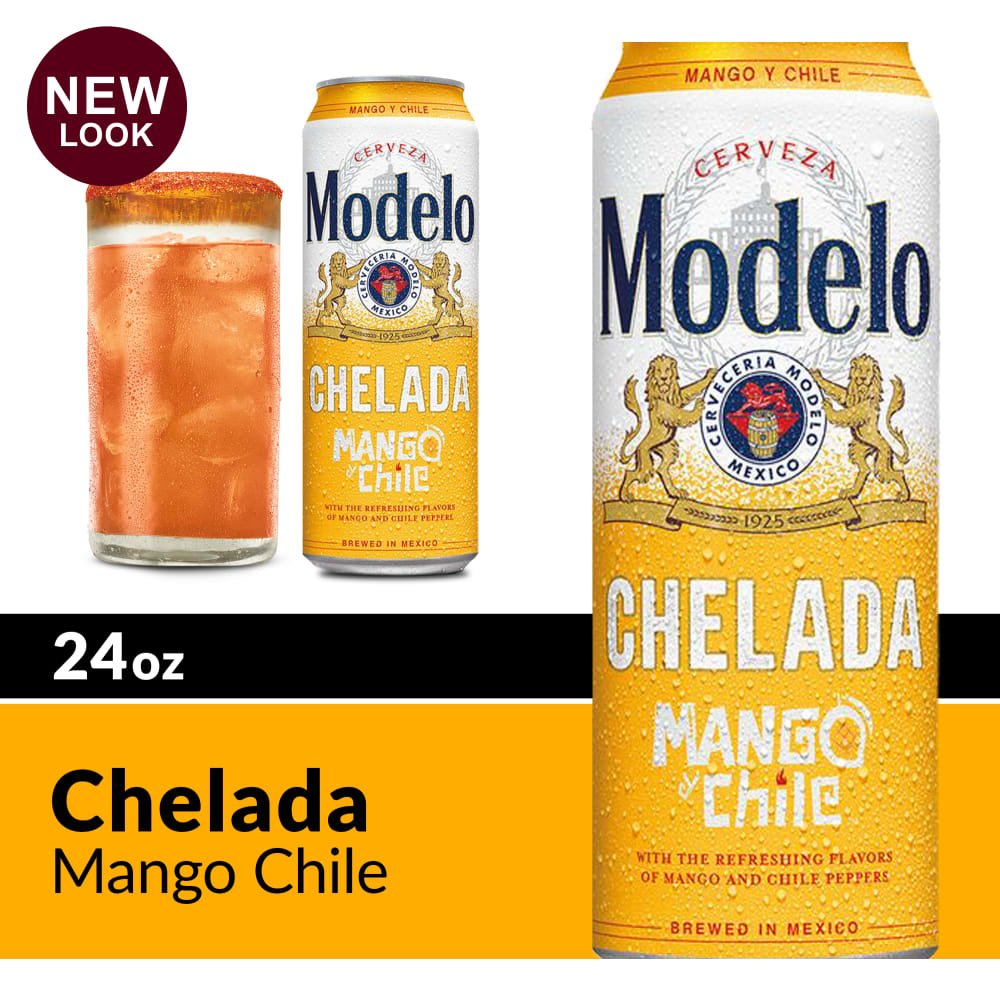 NEW
LOOK
MANGO Y CHILE
CERVEZA
Modelo
CERVECERIA MODELO
MEXICO
1925
CHELADA
MANGO
y Chile
WITH THE REFRESHING FLAVORS
OF MANGO AND CHILE PEPPERS
BREWED IN MEXICO
MANGO Y CHILE
CERVEZA
Modelo
CERVECERIA MODELO
MEXICO
1925
CHELADA
MANGO
y Chile
WITH THE REFRESHING FLAVORS
OF MANGO AND CHILE PEPPERS
BREWED IN MEXICO
24oz
Chelada
Mango Chile